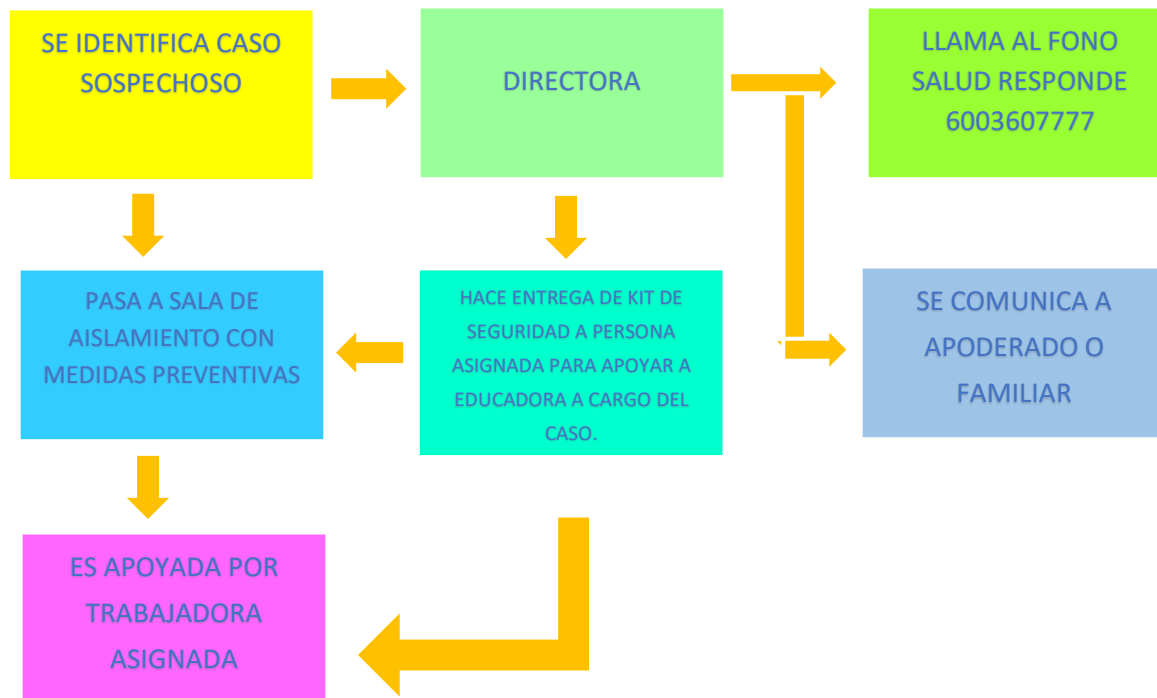 SE IDENTIFICA CASO
SOSPECHOSO
DIRECTORA
LLAMA AL FONO
SALUD RESPONDE
6003607777
PASA A SALA DE
AISLAMIENTO CON
MEDIDAS PREVENTIVAS
HACE ENTREGA DE KIT DE
SEGURIDAD A PERSONA
ASIGNADA PARA APOYAR A
EDUCADORA A CARGO DEL
CASO.
SE COMUNICA A
APODERADO O
FAMILIAR
ES APOYADA POR
TRABAJADORA
ASIGNADA